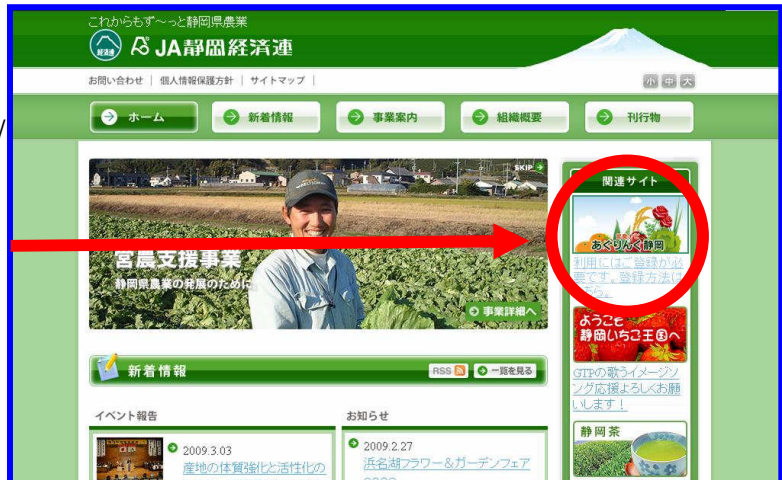 これからもず～っと静岡県農業
経済連
JA静岡経済連
お問い合わせ | 個人情報保護方針 | サイトマップ |
小 中 大
/
ホーム
新着情報
事業案内
組織概要
刊行物
SKIP
関連サイト
あぐりんぐ静岡
利用にはご登録が必
要です。登録方法は
こちら。
営農支援事業
静岡県農業の発展のために
事業詳細へ
ようこそ
静岡いちご王国へ
GTPの歌うイメージソ
ング応援よろしくお願
いします！
新着情報
RSS
一覧を見る
イベント報告
お知らせ
2009.3.03
産地の体質強化と活性化の
2009.2.27
浜名湖フラワー＆ガーデンフェア
静岡茶